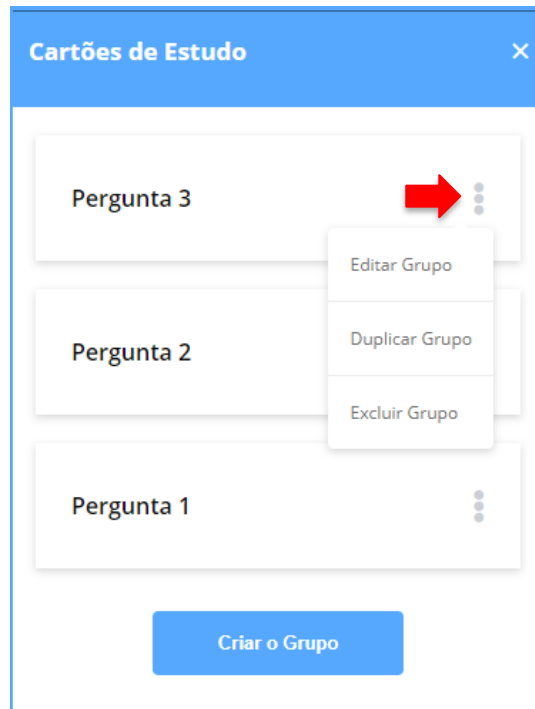 Cartões de Estudo
Pergunta 3
Editar Grupo
Duplicar Grupo
Pergunta 2
Excluir Grupo
Pergunta 1
Criar o Grupo